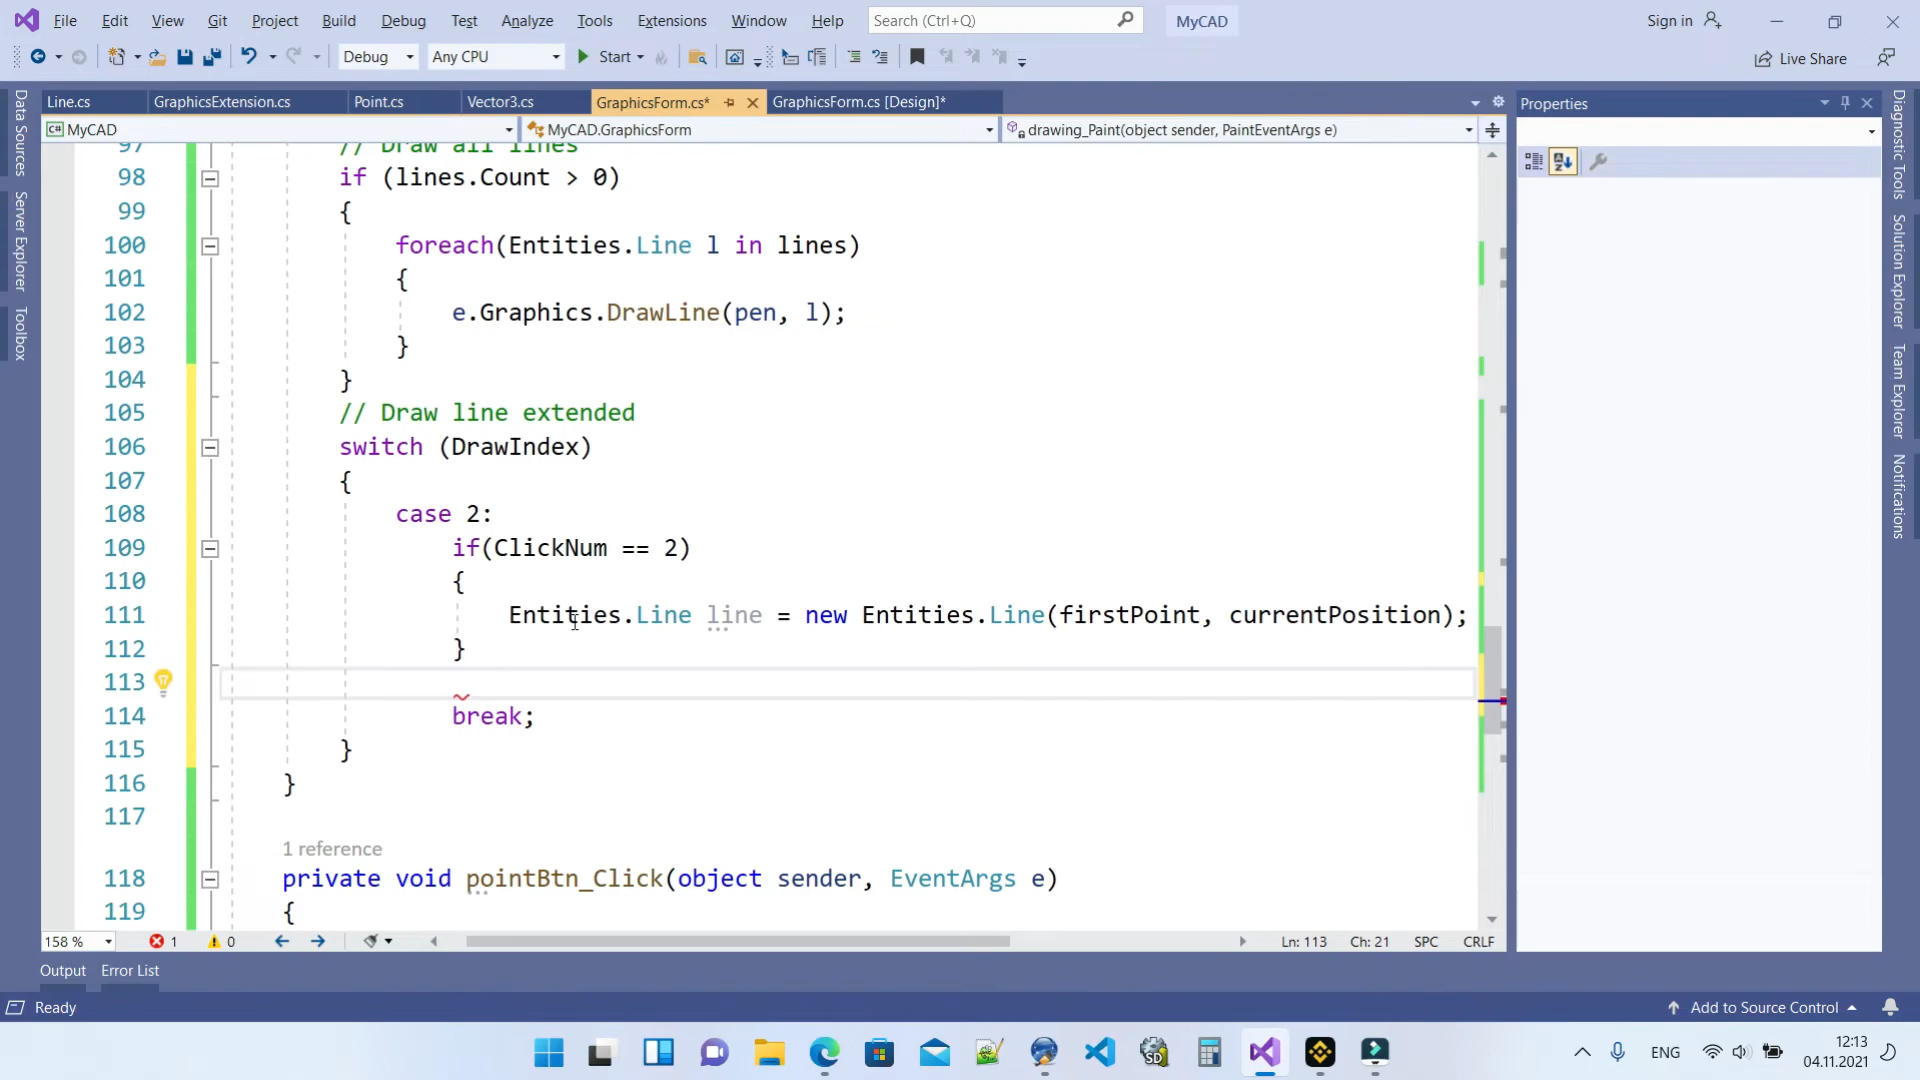 File Edit View Git Project Build Debug Test Analyze Tools Extensions Window Help Search (Ctrl+Q) MyCAD Sign in
Debug Any CPU Start Live Share
Line.cs GraphicsExtension.cs Point.cs Vector3.cs GraphicsForm.cs* GraphicsForm.cs [Design]* Properties
C# MyCAD MyCAD.GraphicsForm drawing_Paint(object sender, PaintEventArgs e)
Data Sources
Server Explorer
Toolbox
97 // Draw all lines
98 if (lines.Count > 0)
99 {
100 foreach(Entities.Line l in lines)
101 {
102 e.Graphics.DrawLine(pen, l);
103 }
104 }
105 // Draw line extended
106 switch (DrawIndex)
107 {
108 case 2:
109 if(ClickNum == 2)
110 {
111 Entities.Line line = new Entities.Line(firstPoint, currentPosition);
112 }
113
114 break;
115 }
116 }
117
1 reference
118 private void pointBtn_Click(object sender, EventArgs e)
119 {
Diagnostic Tools
Solution Explorer
Team Explorer
Notifications
158 % 1 0 Ln: 113 Ch: 21 SPC CRLF
Output Error List
Ready Add to Source Control
SD ENG 12:13
04.11.2021